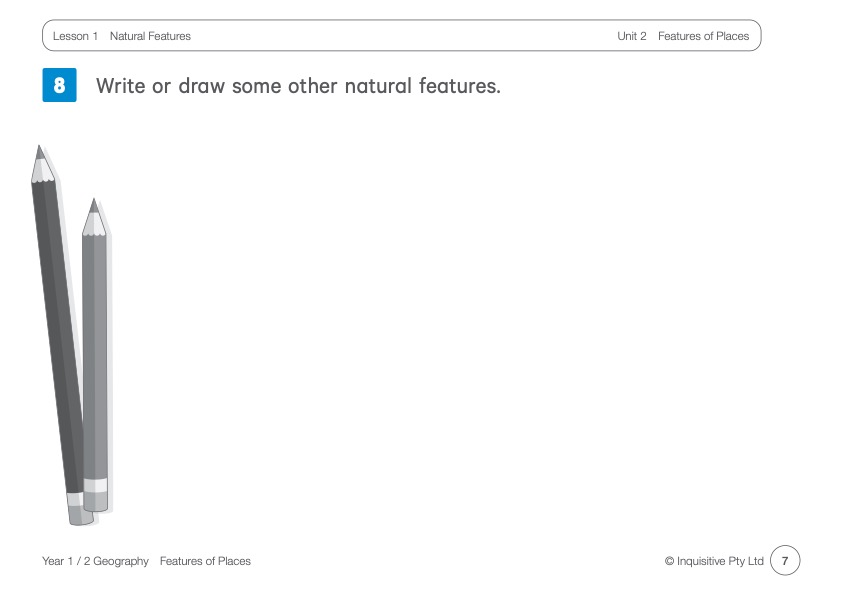 Lesson 1 Natural Features
Unit 2 Features of Places
8 Write or draw some other natural features.
Year 1 / 2 Geography Features of Places
© Inquisitive Pty Ltd 7